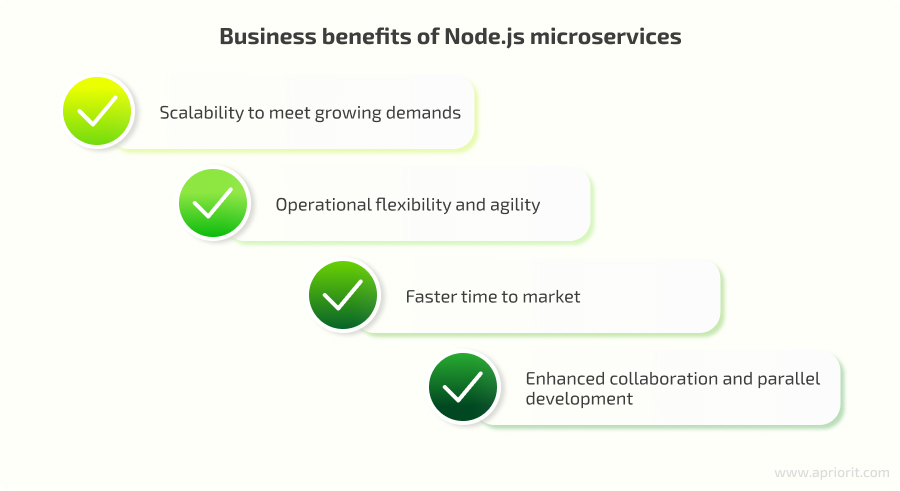 Business benefits of Node.js microservices
Scalability to meet growing demands
Operational flexibility and agility
Faster time to market
Enhanced collaboration and parallel
development
www.apriorit.com